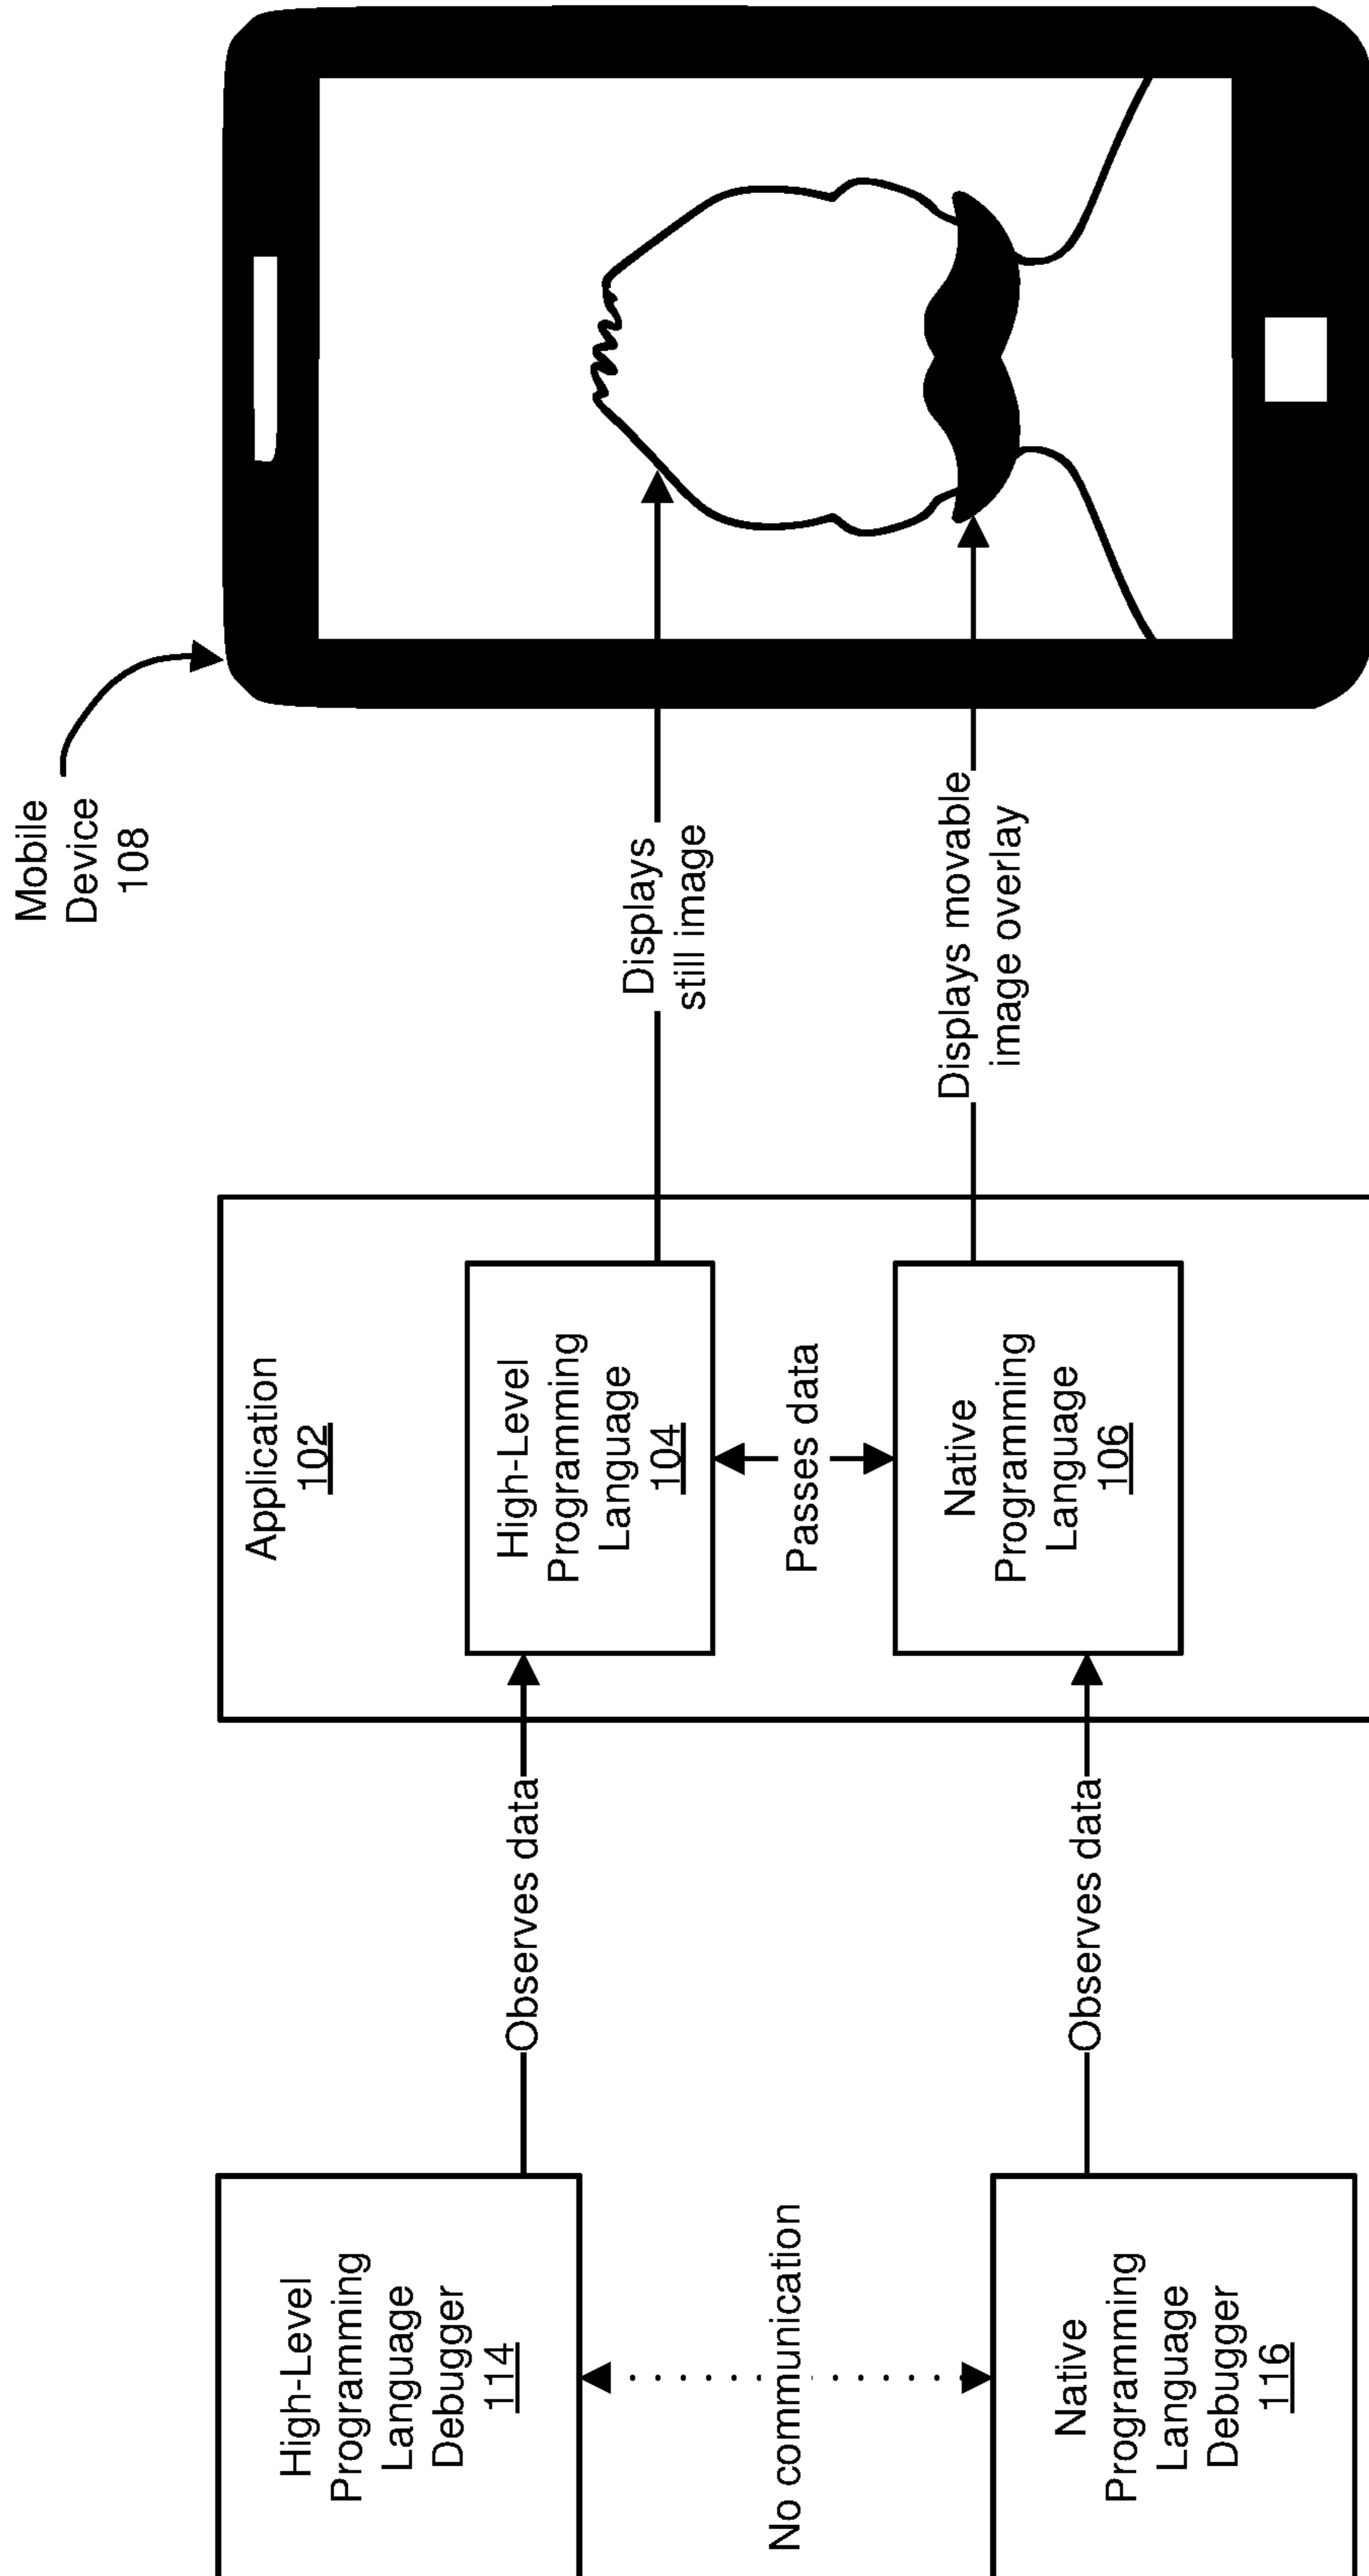 High-Level
Programming
Language
Debugger
114
No communication
Native
Programming
Language
Debugger
116
Observes data
Observes data
Application
102
High-Level
Programming
Language
104
Passes data
Native
Programming
Language
106
Displays
still image
Displays movable
image overlay
Mobile
Device
108